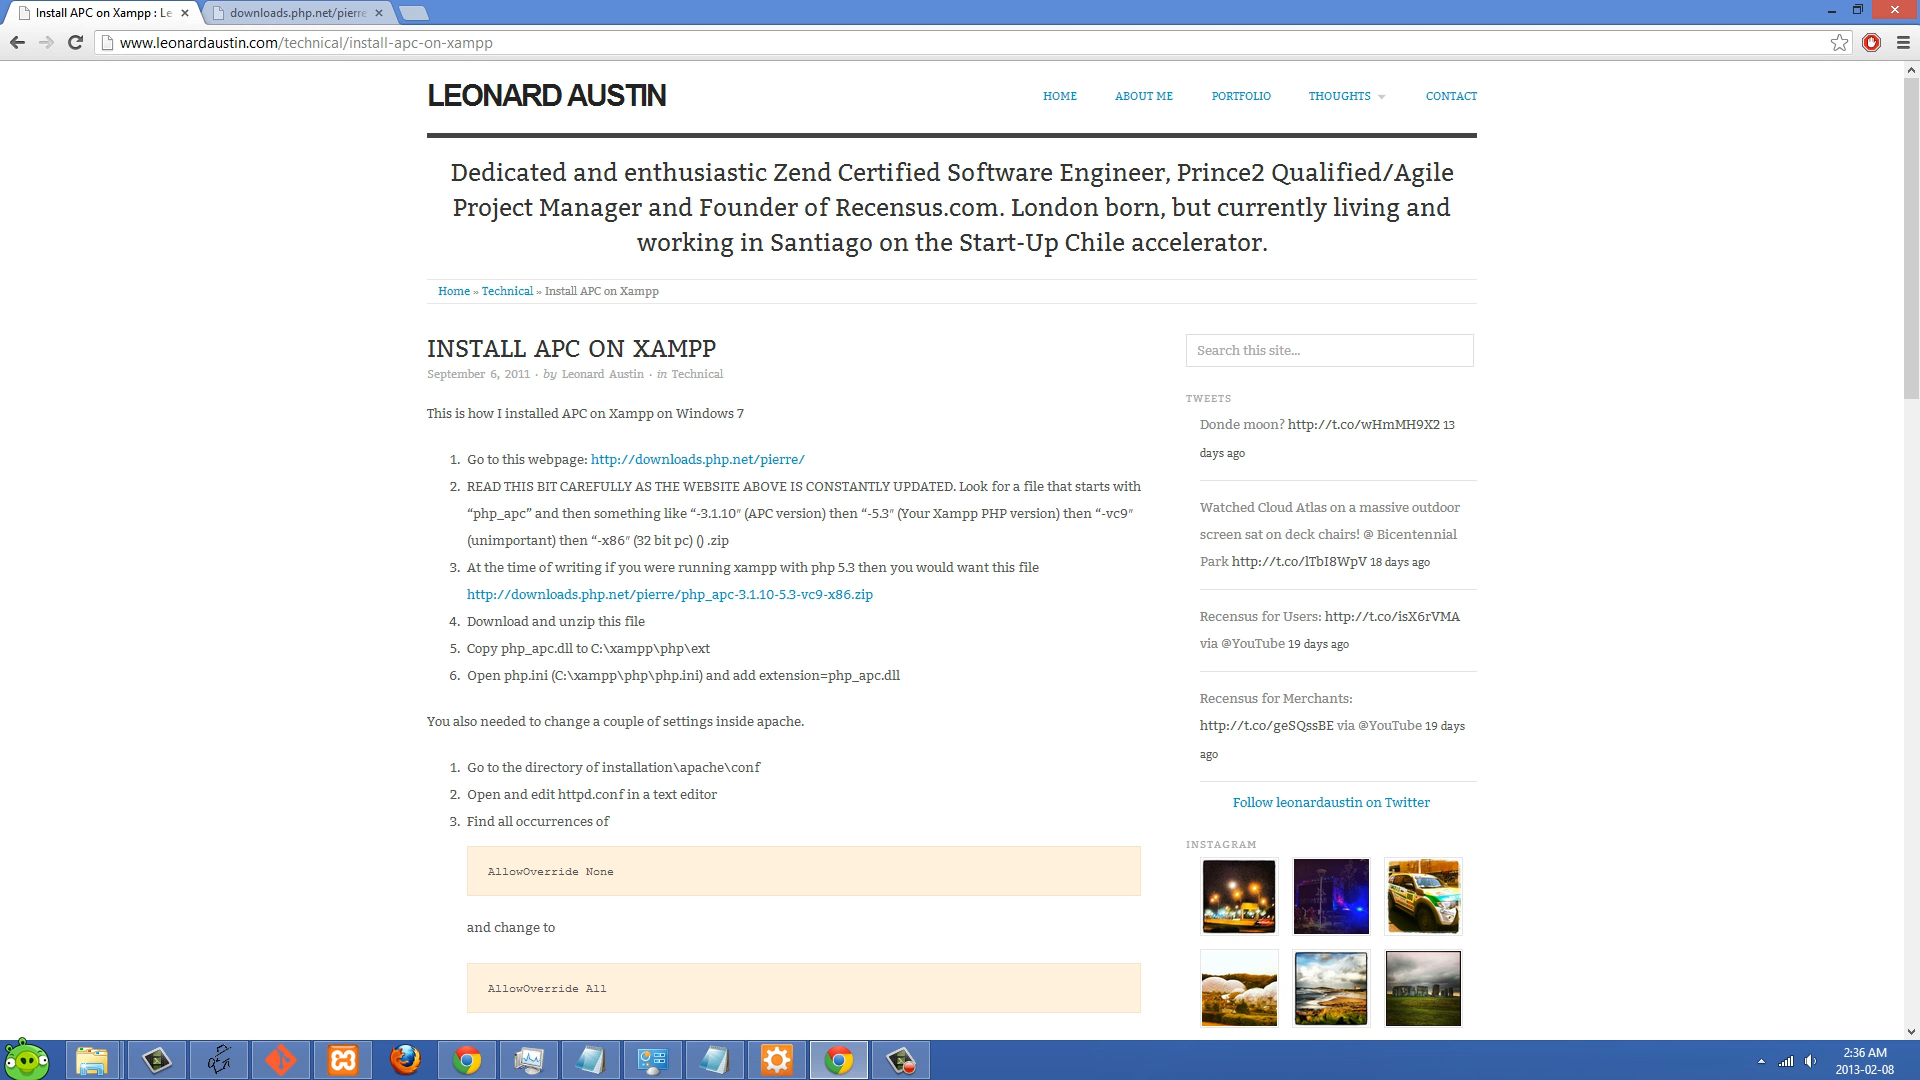 Install APC on Xampp : Le
downloads.php.net/pierre
www.leonardaustin.com/technical/install-apc-on-xampp
LEONARD AUSTIN
HOME
ABOUT ME
PORTFOLIO
THOUGHTS
CONTACT
Dedicated and enthusiastic Zend Certified Software Engineer, Prince2 Qualified/Agile
Project Manager and Founder of Recensus.com. London born, but currently living and
working in Santiago on the Start-Up Chile accelerator.
Home » Technical » Install APC on Xampp
INSTALL APC ON XAMPP
September 6, 2011 · by Leonard Austin · in Technical
This is how I installed APC on Xampp on Windows 7
1. Go to this webpage: http://downloads.php.net/pierre/
2. READ THIS BIT CAREFULLY AS THE WEBSITE ABOVE IS CONSTANTLY UPDATED. Look for a file that starts with
“php_apc” and then something like “-3.1.10″ (APC version) then “-5.3″ (Your Xampp PHP version) then “-vc9″
(unimportant) then “-x86″ (32 bit pc) () .zip
3. At the time of writing if you were running xampp with php 5.3 then you would want this file
http://downloads.php.net/pierre/php_apc-3.1.10-5.3-vc9-x86.zip
4. Download and unzip this file
5. Copy php_apc.dll to C:\xampp\php\ext
6. Open php.ini (C:\xampp\php\php.ini) and add extension=php_apc.dll
You also needed to change a couple of settings inside apache.
1. Go to the directory of installation\apache\conf
2. Open and edit httpd.conf in a text editor
3. Find all occurrences of
AllowOverride None
and change to
AllowOverride All
Search this site...
TWEETS
Donde moon? http://t.co/wHmMH9X2 13
days ago
Watched Cloud Atlas on a massive outdoor
screen sat on deck chairs! @ Bicentennial
Park http://t.co/lTbI8WpV 18 days ago
Recensus for Users: http://t.co/isX6rVMA
via @YouTube 19 days ago
Recensus for Merchants:
http://t.co/geSQssBE via @YouTube 19 days
ago
Follow leonardaustin on Twitter
INSTAGRAM
2:36 AM
2013-02-08